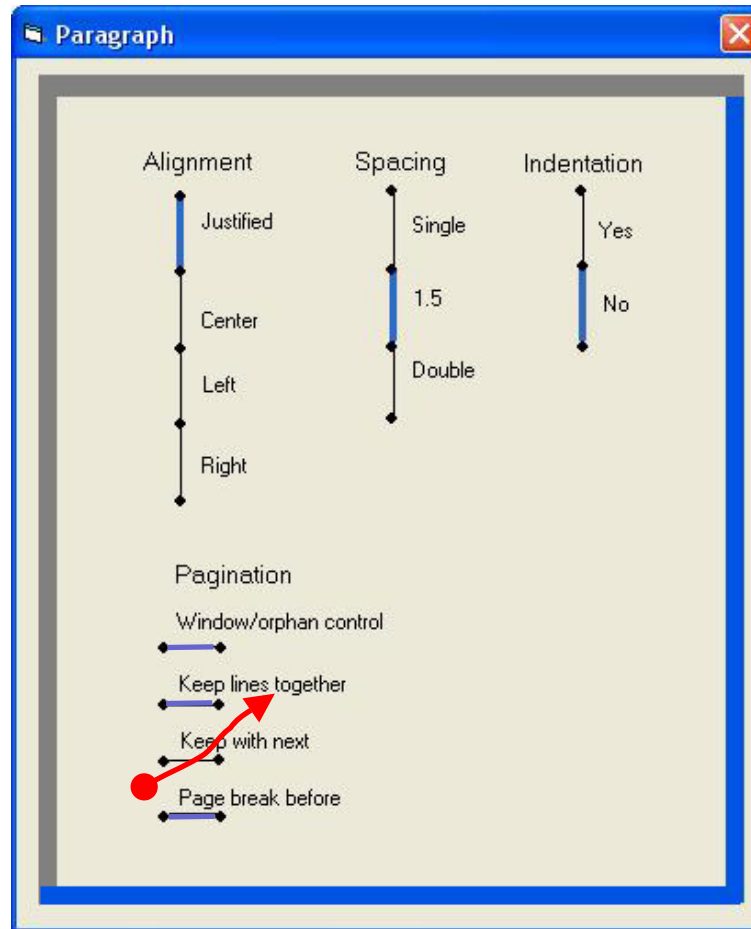 Paragraph
Alignment
Justified
Center
Left
Right
Spacing
Single
1.5
Double
Indentation
Yes
No
Pagination
Window/orphan control
Keep lines together
Keep with next
Page break before